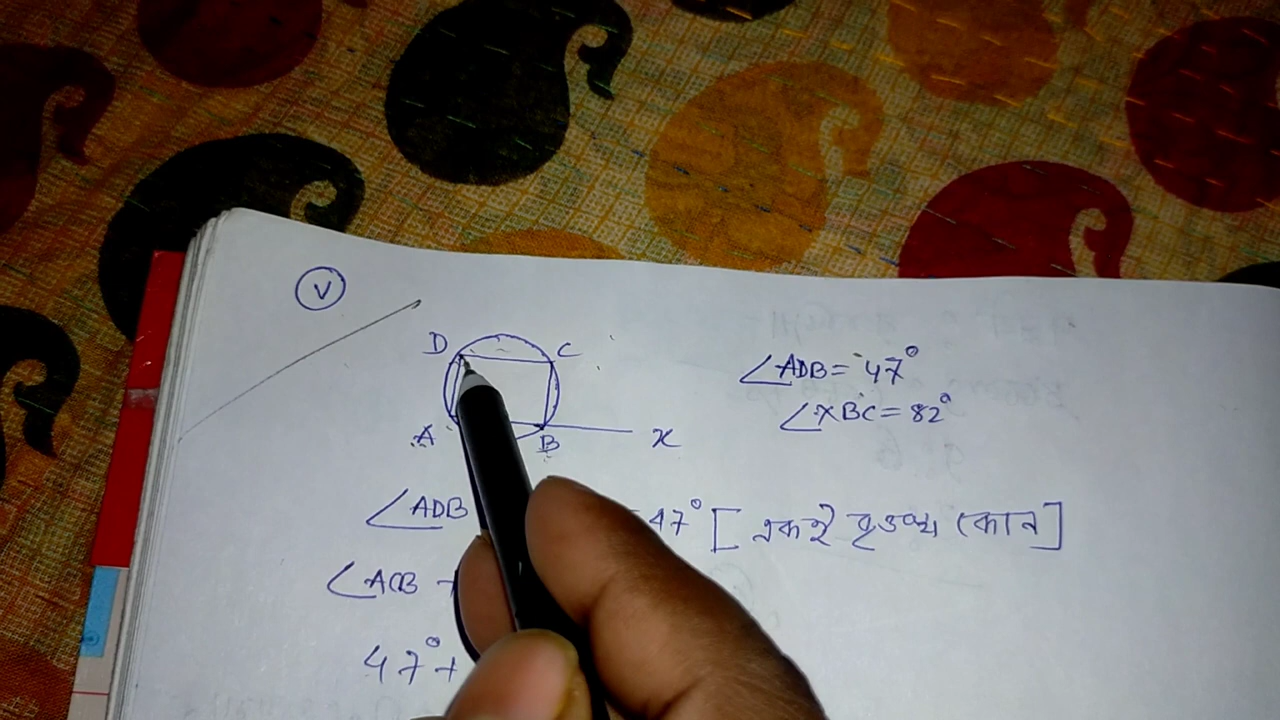 V
D C
A B x
∠ADB = 47°
∠XBC = 82°
∠ADB = 47° [একই বৃত্তস্থ কোন]
∠ACB +
47° +